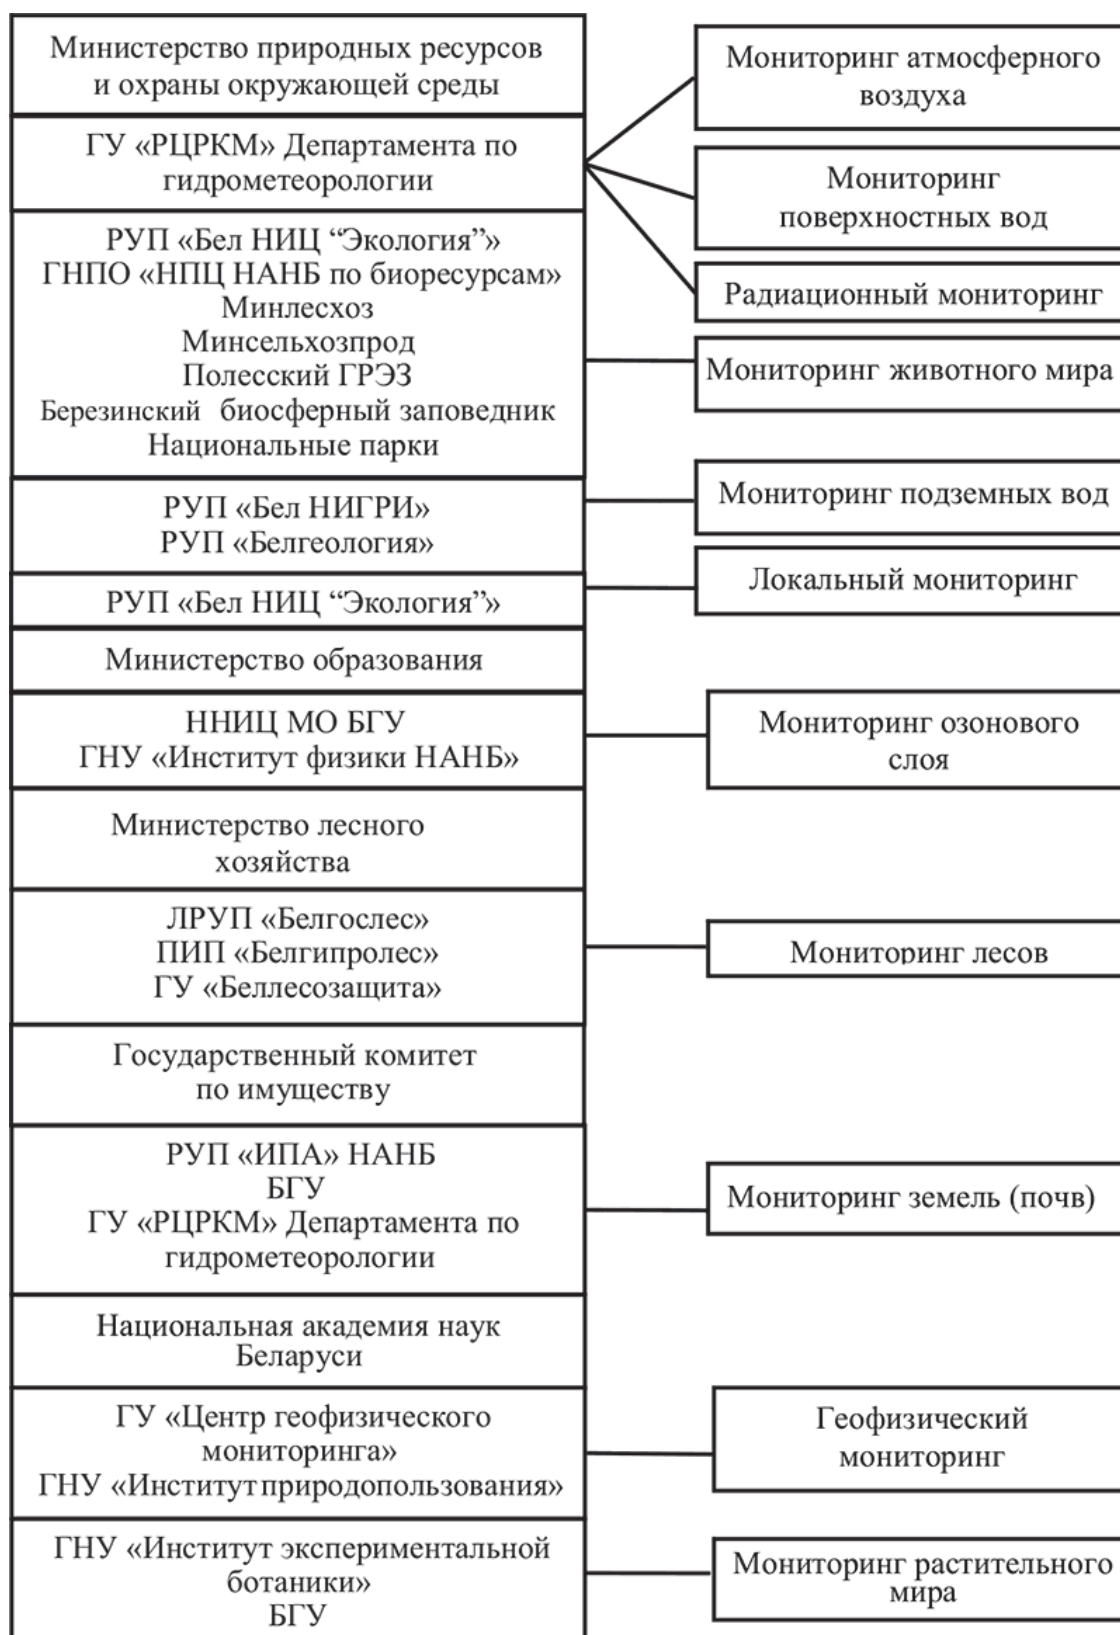 Министерство природных ресурсов
и охраны окружающей среды
ГУ «РЦРКМ» Департамента по
гидрометеорологии
Мониторинг атмосферного
воздуха
Мониторинг
поверхностных вод
Радиационный мониторинг
РУП «Бел НИЦ “Экология”»
ГНПО «НПЦ НАНБ по биоресурсам»
Минлесхоз
Минсельхозпрод
Полесский ГРЭЗ
Березинский биосферный заповедник
Национальные парки
Мониторинг животного мира
РУП «Бел НИГРИ»
РУП «Белгеология»
Мониторинг подземных вод
РУП «Бел НИЦ “Экология”»
Локальный мониторинг
Министерство образования
ННИЦ МО БГУ
ГНУ «Институт физики НАНБ»
Мониторинг озонового
слоя
Министерство лесного
хозяйства
ЛРУП «Белгослес»
ПИП «Белгипролес»
ГУ «Беллесозащита»
Мониторинг лесов
Государственный комитет
по имуществу
РУП «ИПА» НАНБ
БГУ
ГУ «РЦРКМ» Департамента по
гидрометеорологии
Мониторинг земель (почв)
Национальная академия наук
Беларуси
ГУ «Центр геофизического
мониторинга»
ГНУ «Институт природопользования»
Геофизический
мониторинг
ГНУ «Институт экспериментальной
ботаники»
БГУ
Мониторинг растительного
мира